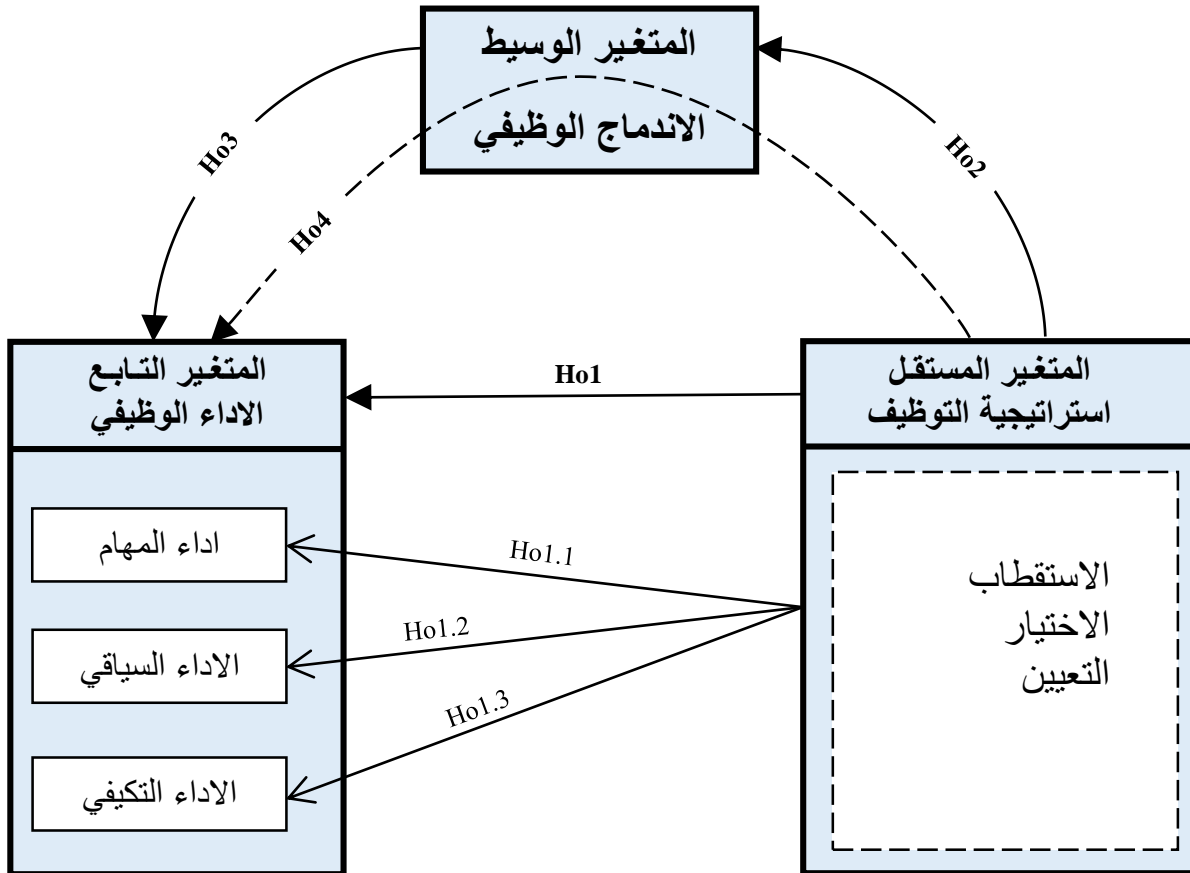 المتغير الوسيط
الاندماج الوظيفي
Ho3
Ho2
Ho4
المتغير المستقل
استراتيجية التوظيف
Ho1
المتغير التابع
الاداء الوظيفي
الاستقطاب
الاختيار
التعيين
Ho1.1
Ho1.2
Ho1.3
اداء المهام
الاداء السياقي
الاداء التكيفي